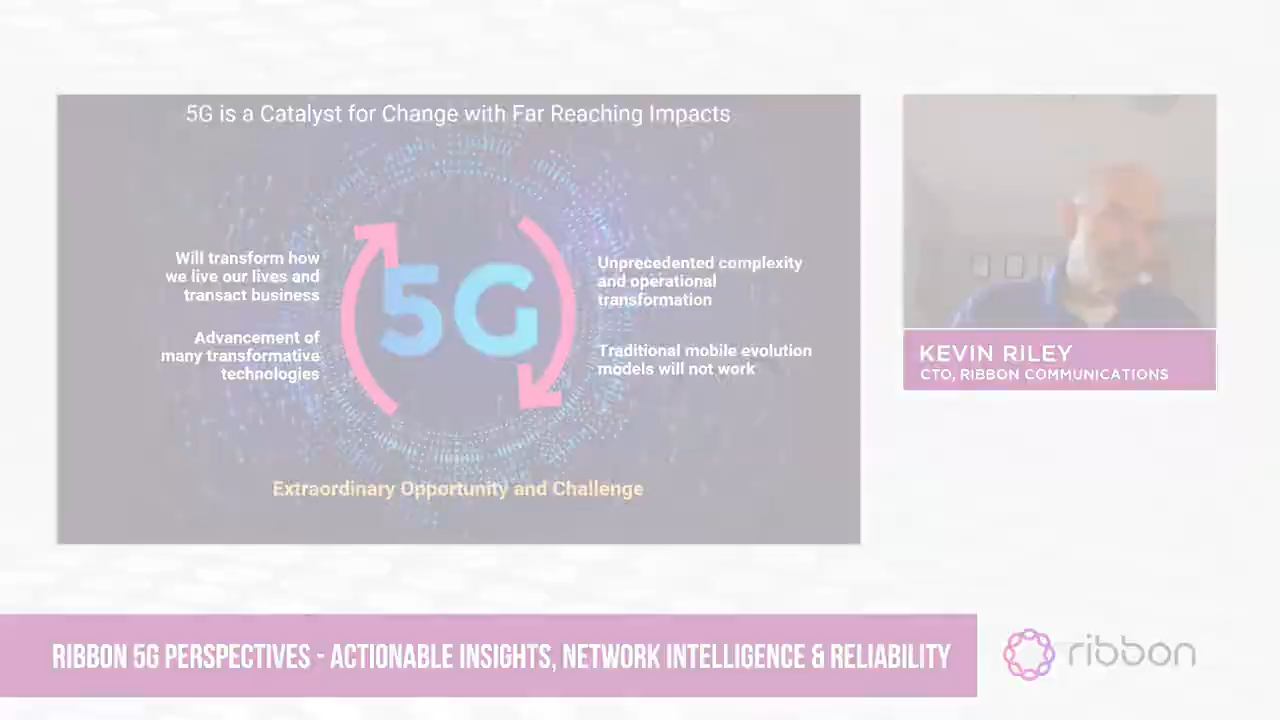 5G is a Catalyst for Change with Far Reaching Impacts
Will transform how
we live our lives and
transact business
Advancement of
many transformative
technologies
5G
Unprecedented complexity
and operational
transformation
Traditional mobile evolution
models will not work
Extraordinary Opportunity and Challenge
KEVIN RILEY
CTO, RIBBON COMMUNICATIONS
RIBBON 5G PERSPECTIVES - ACTIONABLE INSIGHTS, NETWORK INTELLIGENCE & RELIABILITY
ribbon